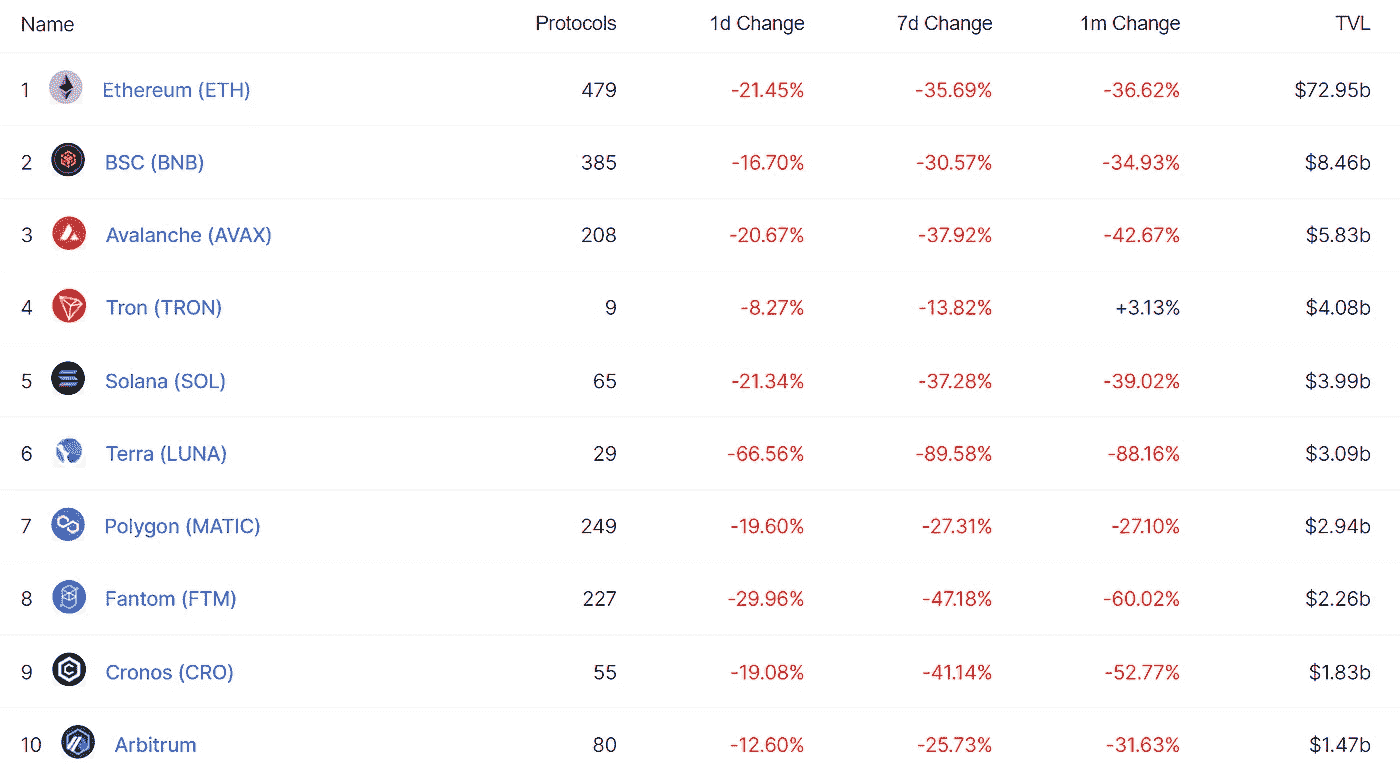 Name Protocols 1d Change 7d Change 1m Change TVL
1 Ethereum (ETH) 479 -21.45% -35.69% -36.62% $72.95b
2 BSC (BNB) 385 -16.70% -30.57% -34.93% $8.46b
3 Avalanche (AVAX) 208 -20.67% -37.92% -42.67% $5.83b
4 Tron (TRON) 9 -8.27% -13.82% +3.13% $4.08b
5 Solana (SOL) 65 -21.34% -37.28% -39.02% $3.99b
6 Terra (LUNA) 29 -66.56% -89.58% -88.16% $3.09b
7 Polygon (MATIC) 249 -19.60% -27.31% -27.10% $2.94b
8 Fantom (FTM) 227 -29.96% -47.18% -60.02% $2.26b
9 Cronos (CRO) 55 -19.08% -41.14% -52.77% $1.83b
10 Arbitrum 80 -12.60% -25.73% -31.63% $1.47b